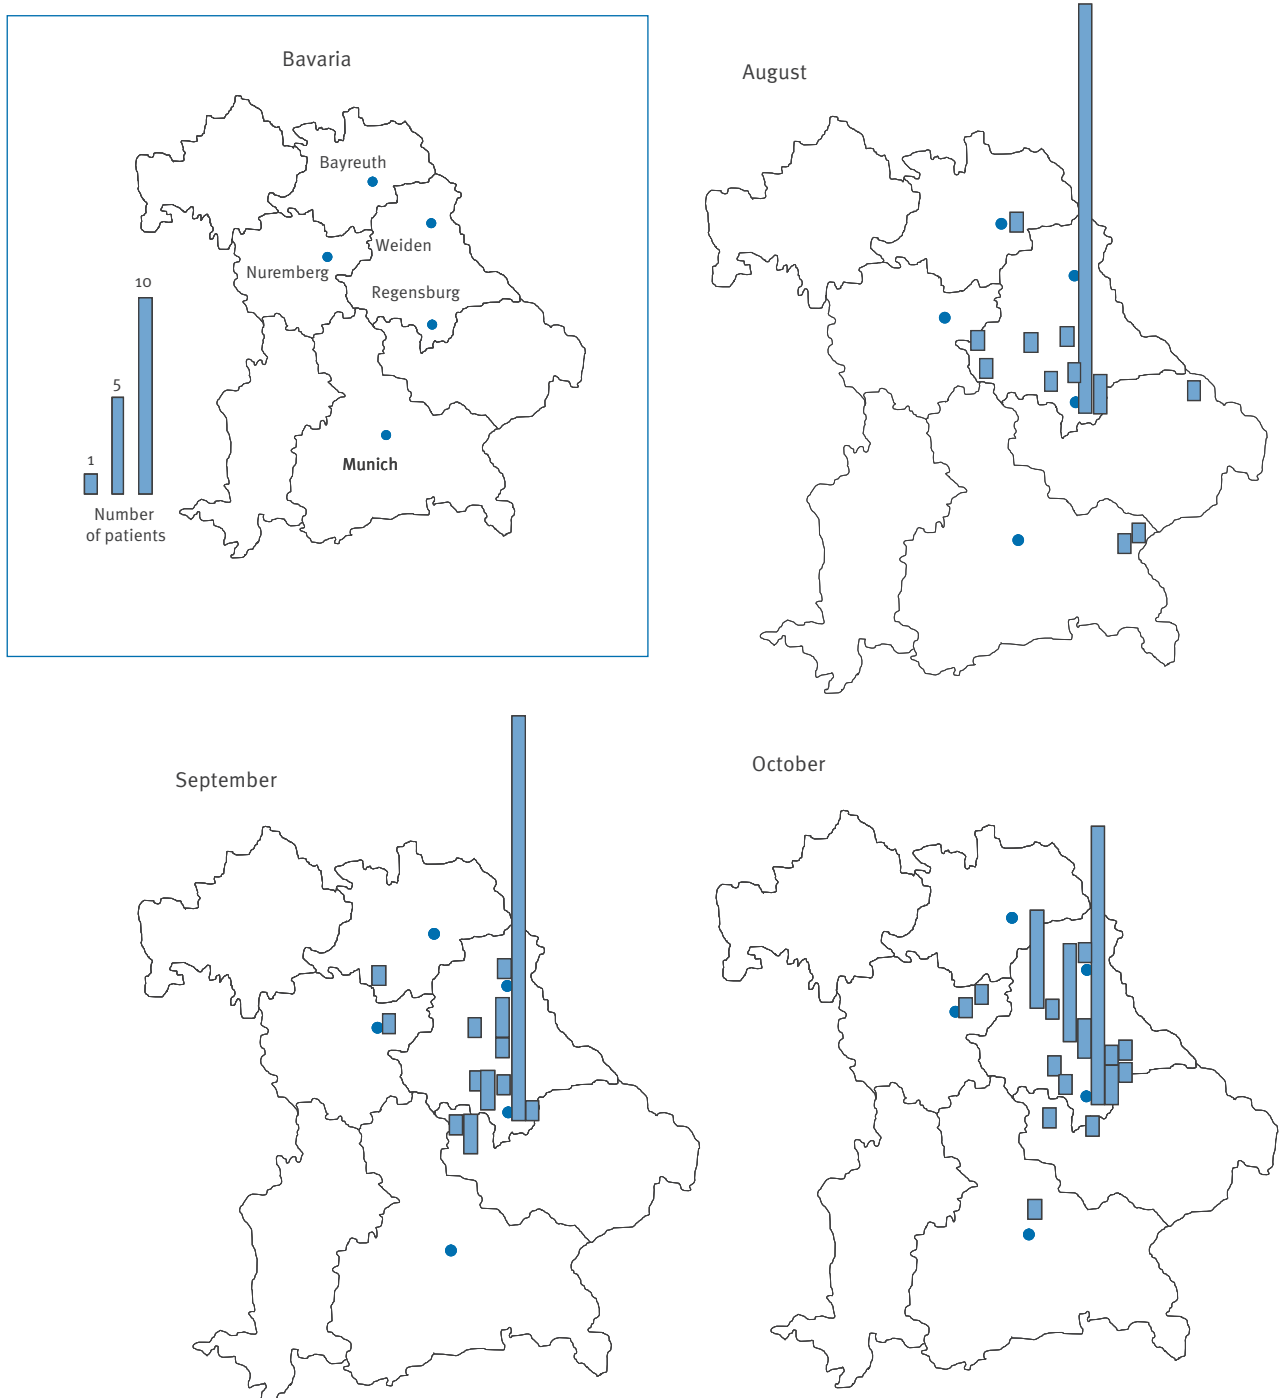 Bavaria
Bayreuth
Weiden
Nuremberg
Regensburg
10
5
1
Munich
Number
of patients
August
September
October